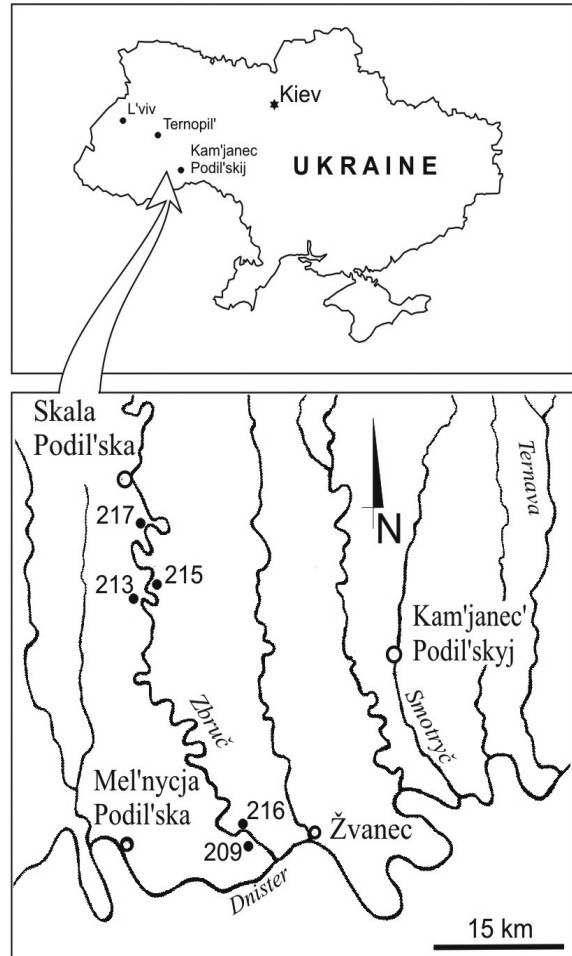 L'viv
Ternopil'
Kiev
Kam'janec
Podil'skij
UKRAINE
Skala
Podil'ska
217
215
213
N
Ternava
Kam'janec'
Podil'skyj
Zbruč
Smotryč
Mel'nycja
Podil'ska
216
209
Žvanec
Dnister
15 km